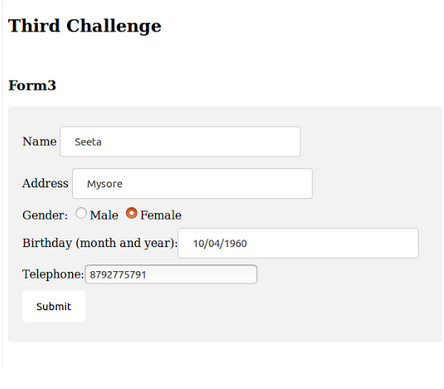 Third Challenge
Form3
Name Seeta
Address Mysore
Gender: Male Female
Birthday (month and year): 10/04/1960
Telephone: 8792775791
Submit